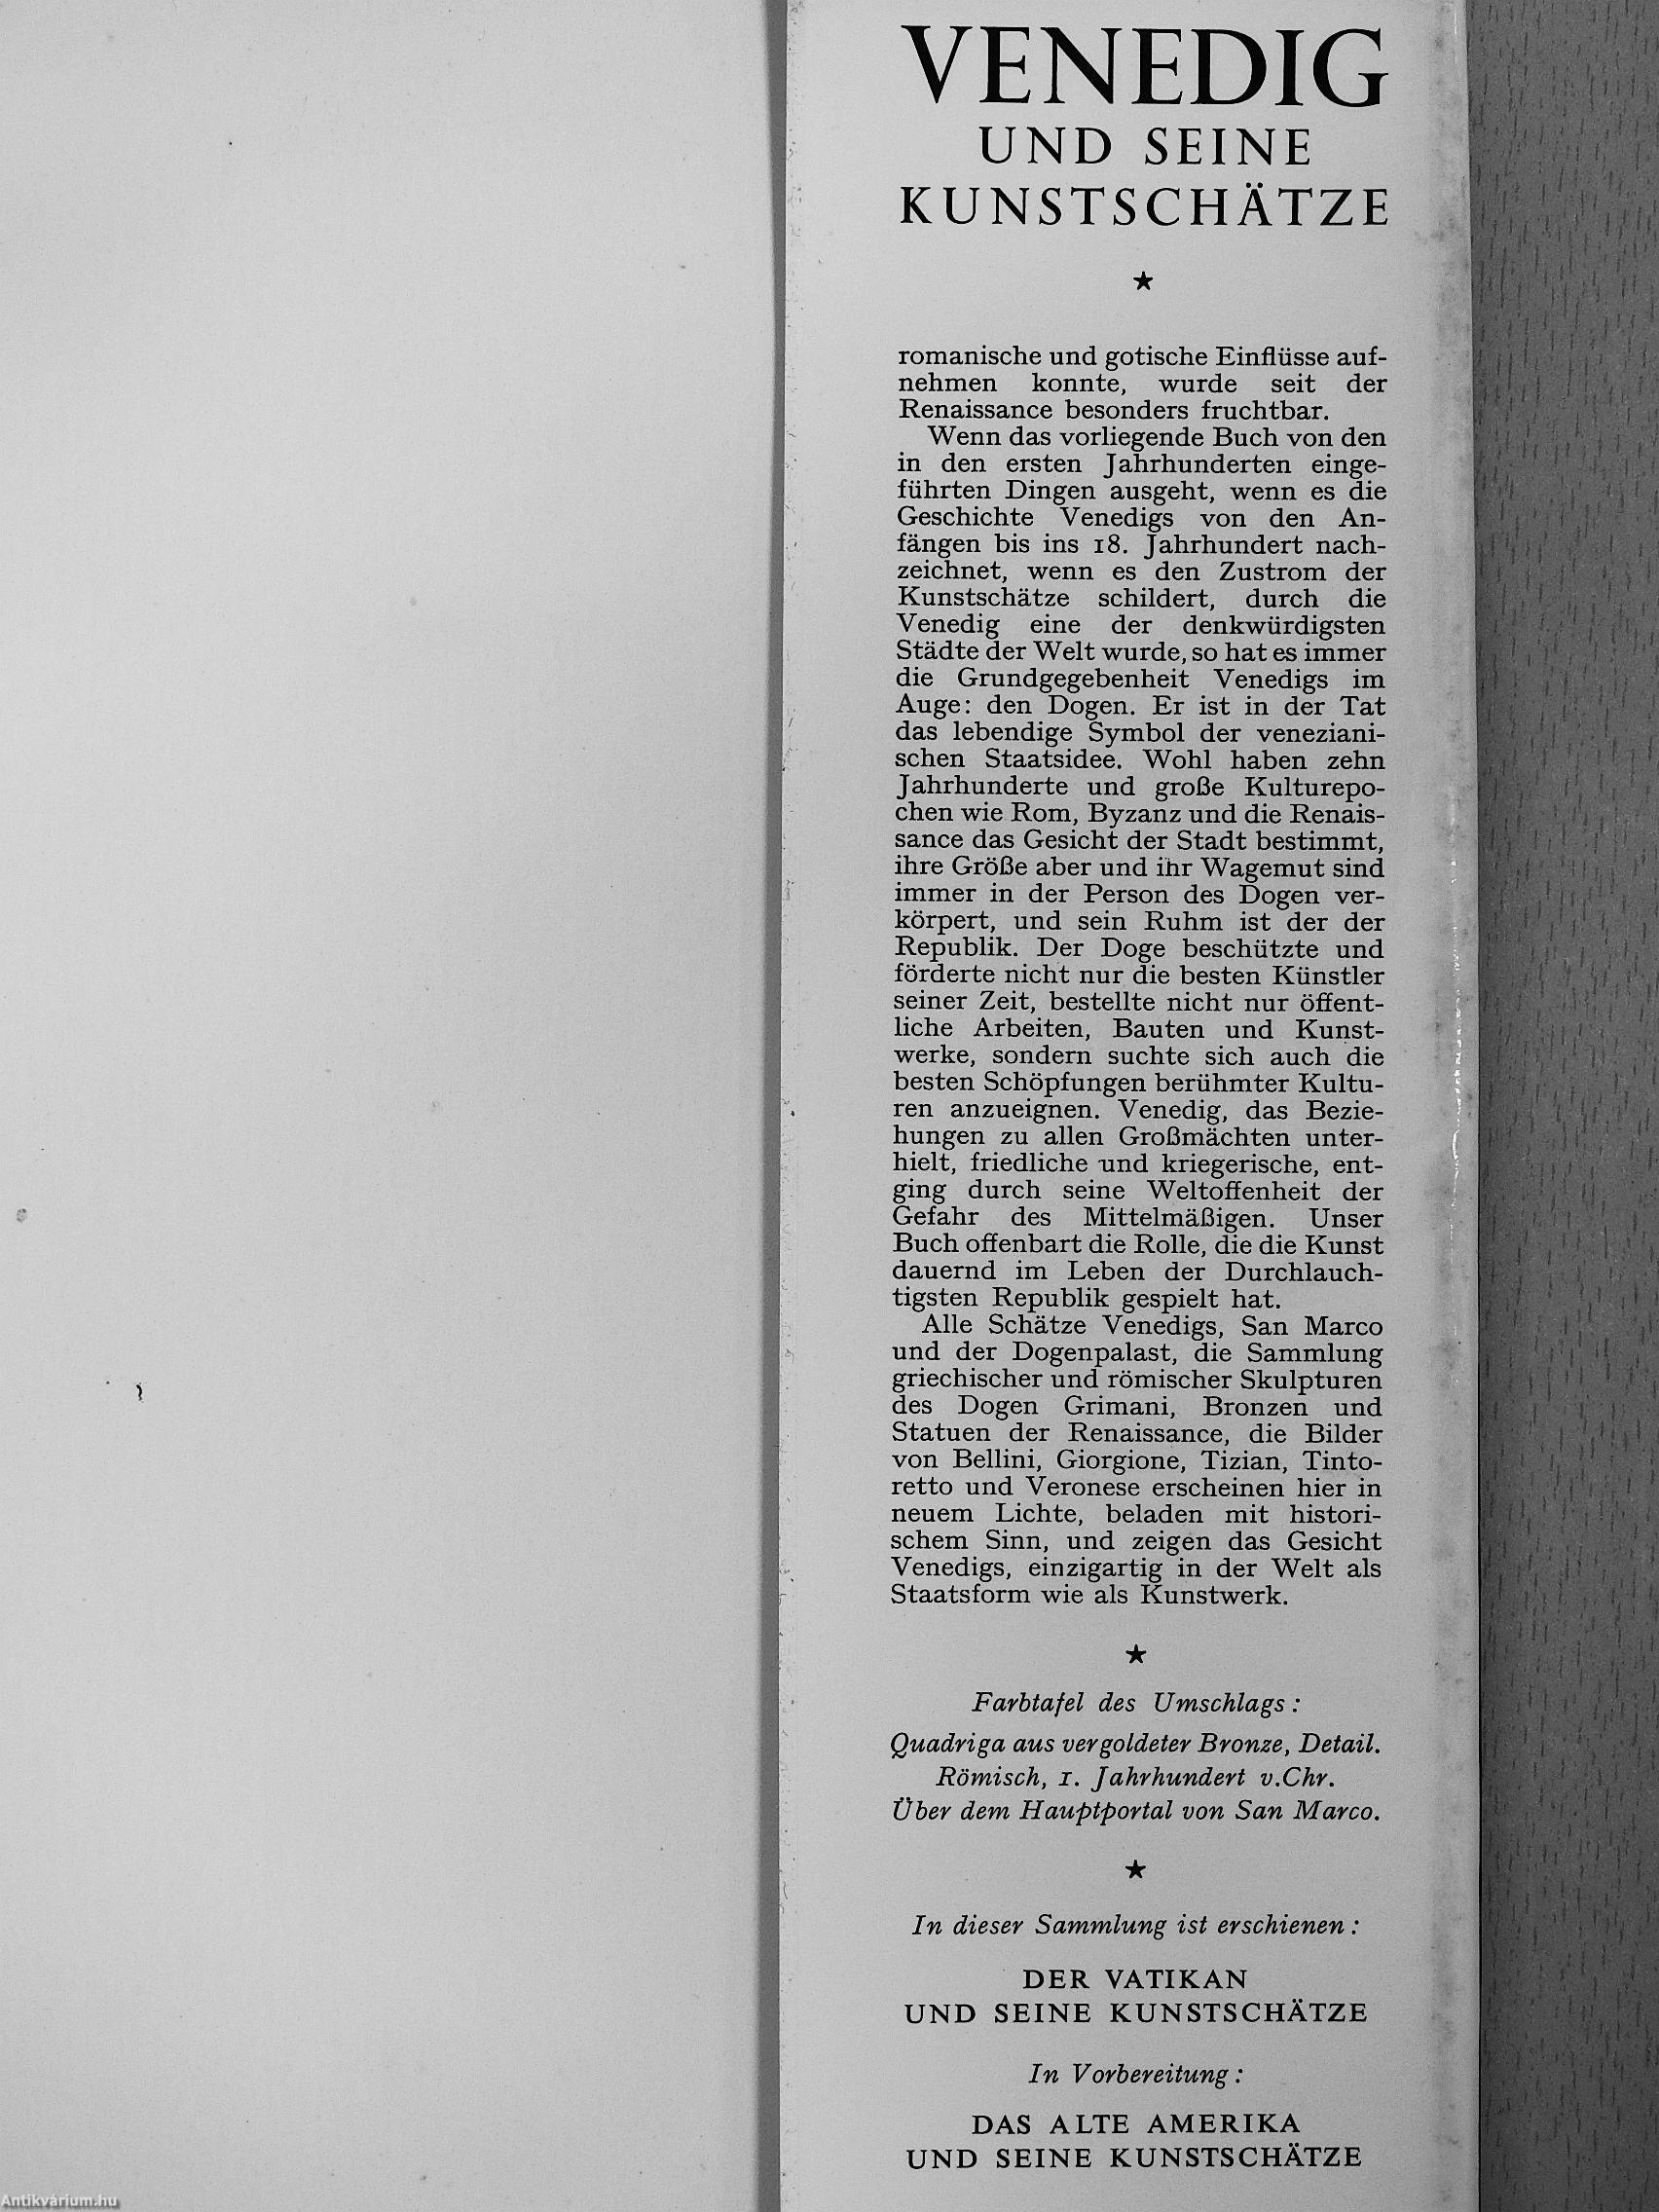 VENEDIG
UND SEINE
KUNSTSCHÄTZE
★
romanische und gotische Einflüsse auf-
nehmen konnte, wurde seit der
Renaissance besonders fruchtbar.
Wenn das vorliegende Buch von den
in den ersten Jahrhunderten einge-
führten Dingen ausgeht, wenn es die
Geschichte Venedigs von den An-
fängen bis ins 18. Jahrhundert nach-
zeichnet, wenn es den Zustrom der
Kunstschätze schildert, durch die
Venedig eine der denkwürdigsten
Städte der Welt wurde, so hat es immer
die Grundgegebenheit Venedigs im
Auge: den Dogen. Er ist in der Tat
das lebendige Symbol der veneziani-
schen Staatsidee. Wohl haben zehn
Jahrhunderte und große Kulturepo-
chen wie Rom, Byzanz und die Renais-
sance das Gesicht der Stadt bestimmt,
ihre Größe aber und ihr Wagemut sind
immer in der Person des Dogen ver-
körpert, und sein Ruhm ist der der
Republik. Der Doge beschützte und
förderte nicht nur die besten Künstler
seiner Zeit, bestellte nicht nur öffent-
liche Arbeiten, Bauten und Kunst-
werke, sondern suchte sich auch die
besten Schöpfungen berühmter Kultu-
ren anzueignen. Venedig, das Bezie-
hungen zu allen Großmächten unter-
hielt, friedliche und kriegerische, ent-
ging durch seine Weltoffenheit der
Gefahr des Mittelmäßigen. Unser
Buch offenbart die Rolle, die die Kunst
dauernd im Leben der Durchlauch-
tigsten Republik gespielt hat.
Alle Schätze Venedigs, San Marco
und der Dogenpalast, die Sammlung
griechischer und römischer Skulpturen
des Dogen Grimani, Bronzen und
Statuen der Renaissance, die Bilder
von Bellini, Giorgione, Tizian, Tinto-
retto und Veronese erscheinen hier in
neuem Lichte, beladen mit histori-
schem Sinn, und zeigen das Gesicht
Venedigs, einzigartig in der Welt als
Staatsform wie als Kunstwerk.
★
Farbtafel des Umschlags:
Quadriga aus vergoldeter Bronze, Detail.
Römisch, 1. Jahrhundert v.Chr.
Über dem Hauptportal von San Marco.
★
In dieser Sammlung ist erschienen:
DER VATIKAN
UND SEINE KUNSTSCHÄTZE
In Vorbereitung:
DAS ALTE AMERIKA
UND SEINE KUNSTSCHÄTZE
Antikvárium.hu